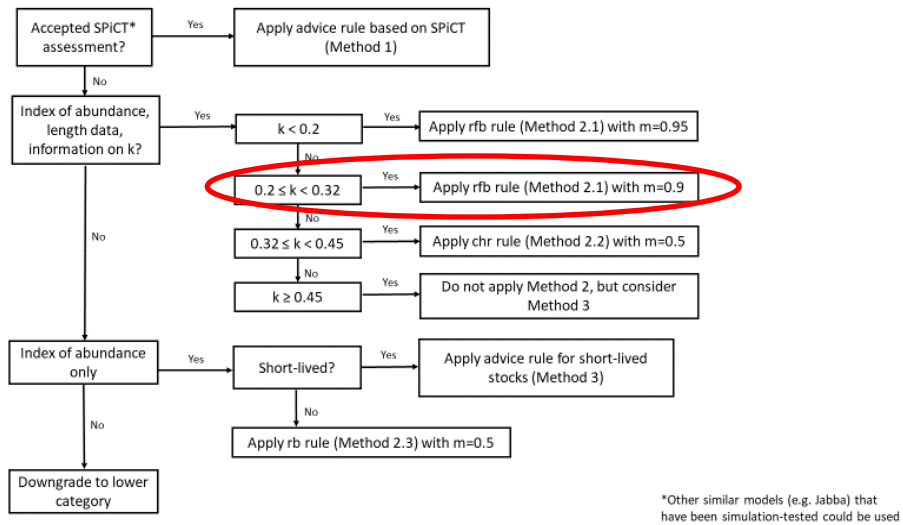 Accepted SPiCT*
assessment?
Yes
Apply advice rule based on SPiCT
(Method 1)
No
Index of abundance,
length data,
information on k?
Yes
k < 0.2
Yes
Apply rfb rule (Method 2.1) with m=0.95
No
0.2 ≤ k < 0.32
Yes
Apply rfb rule (Method 2.1) with m=0.9
No
0.32 ≤ k < 0.45
Yes
Apply chr rule (Method 2.2) with m=0.5
No
k ≥ 0.45
Yes
Do not apply Method 2, but consider
Method 3
No
Index of abundance
only
Yes
Short-lived?
Yes
Apply advice rule for short-lived
stocks (Method 3)
No
Apply rb rule (Method 2.3) with m=0.5
No
Downgrade to lower
category
*Other similar models (e.g. Jabba) that
have been simulation-tested could be used